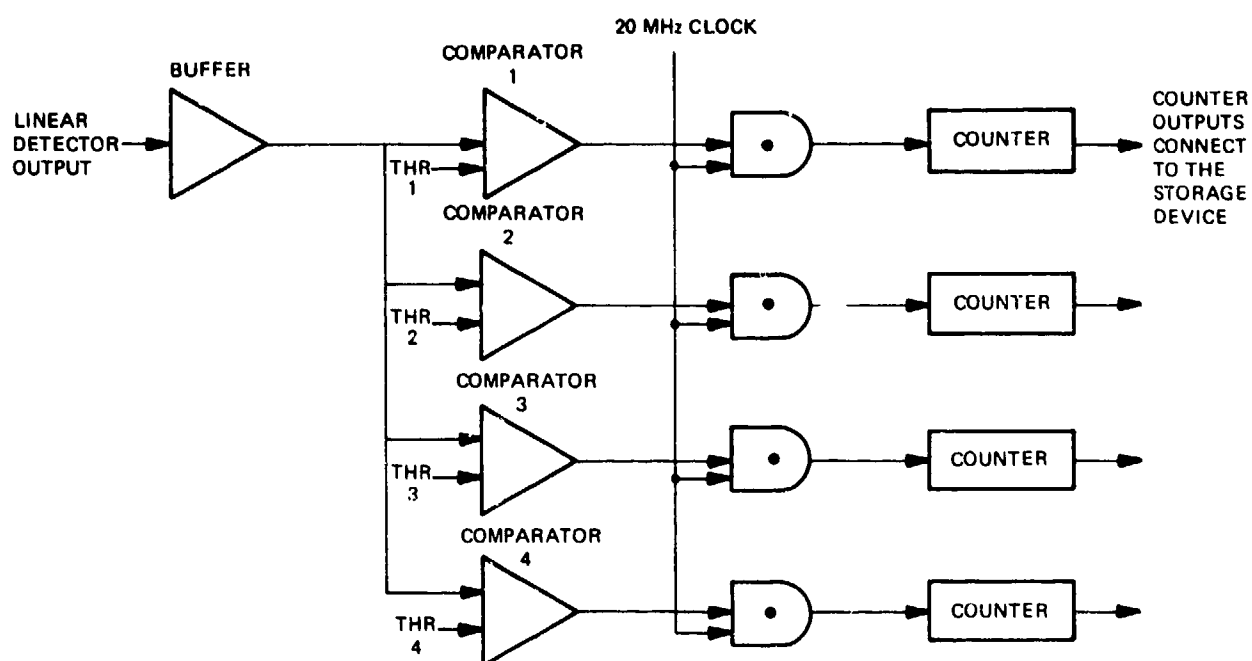 20 MHz CLOCK
COMPARATOR
1
BUFFER
LINEAR
DETECTOR
OUTPUT
THR
1
COUNTER
COUNTER
OUTPUTS
CONNECT
TO THE
STORAGE
DEVICE
COMPARATOR
2
THR
2
COUNTER
COMPARATOR
3
THR
3
COUNTER
COMPARATOR
4
THR
4
COUNTER